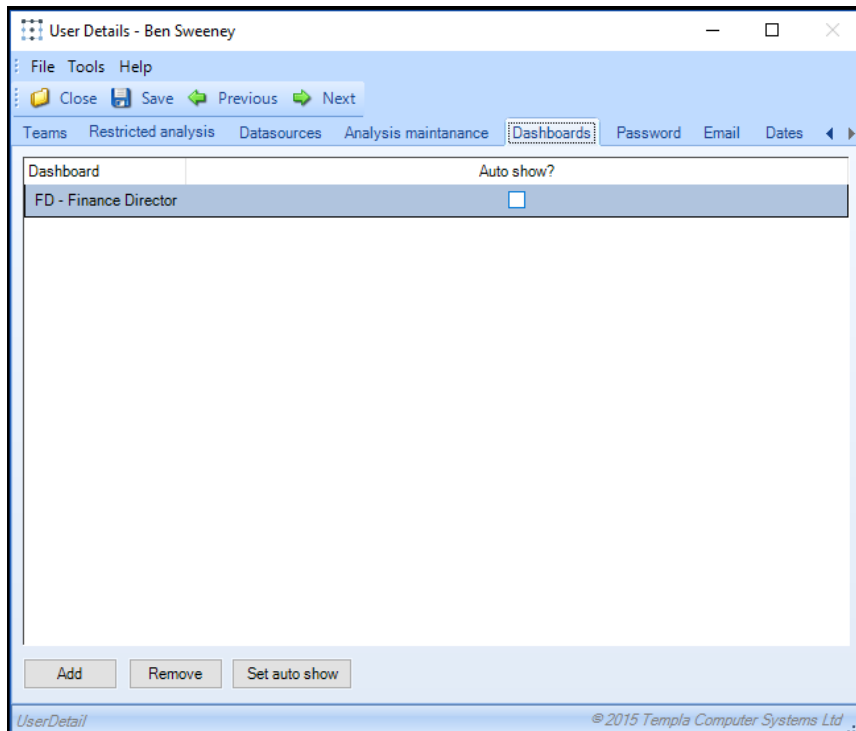 User Details - Ben Sweeney
File Tools Help
Close Save Previous Next
Teams Restricted analysis Datasources Analysis maintanance Dashboards Password Email Dates
Dashboard Auto show?
FD - Finance Director
Add Remove Set auto show
UserDetail ©2015 Templa Computer Systems Ltd